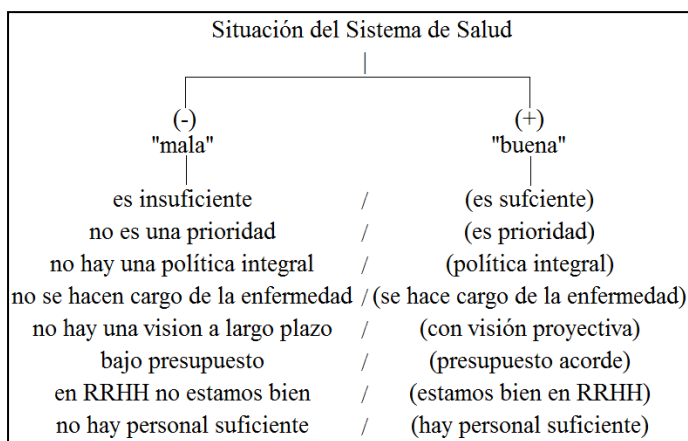 Situación del Sistema de Salud
(-) (+)
"mala" "buena"
es insuficiente / (es sufciente)
no es una prioridad / (es prioridad)
no hay una política integral / (política integral)
no se hacen cargo de la enfermedad / (se hace cargo de la enfermedad)
no hay una vision a largo plazo / (con visión proyectiva)
bajo presupuesto / (presupuesto acorde)
en RRHH no estamos bien / (estamos bien en RRHH)
no hay personal suficiente / (hay personal suficiente)